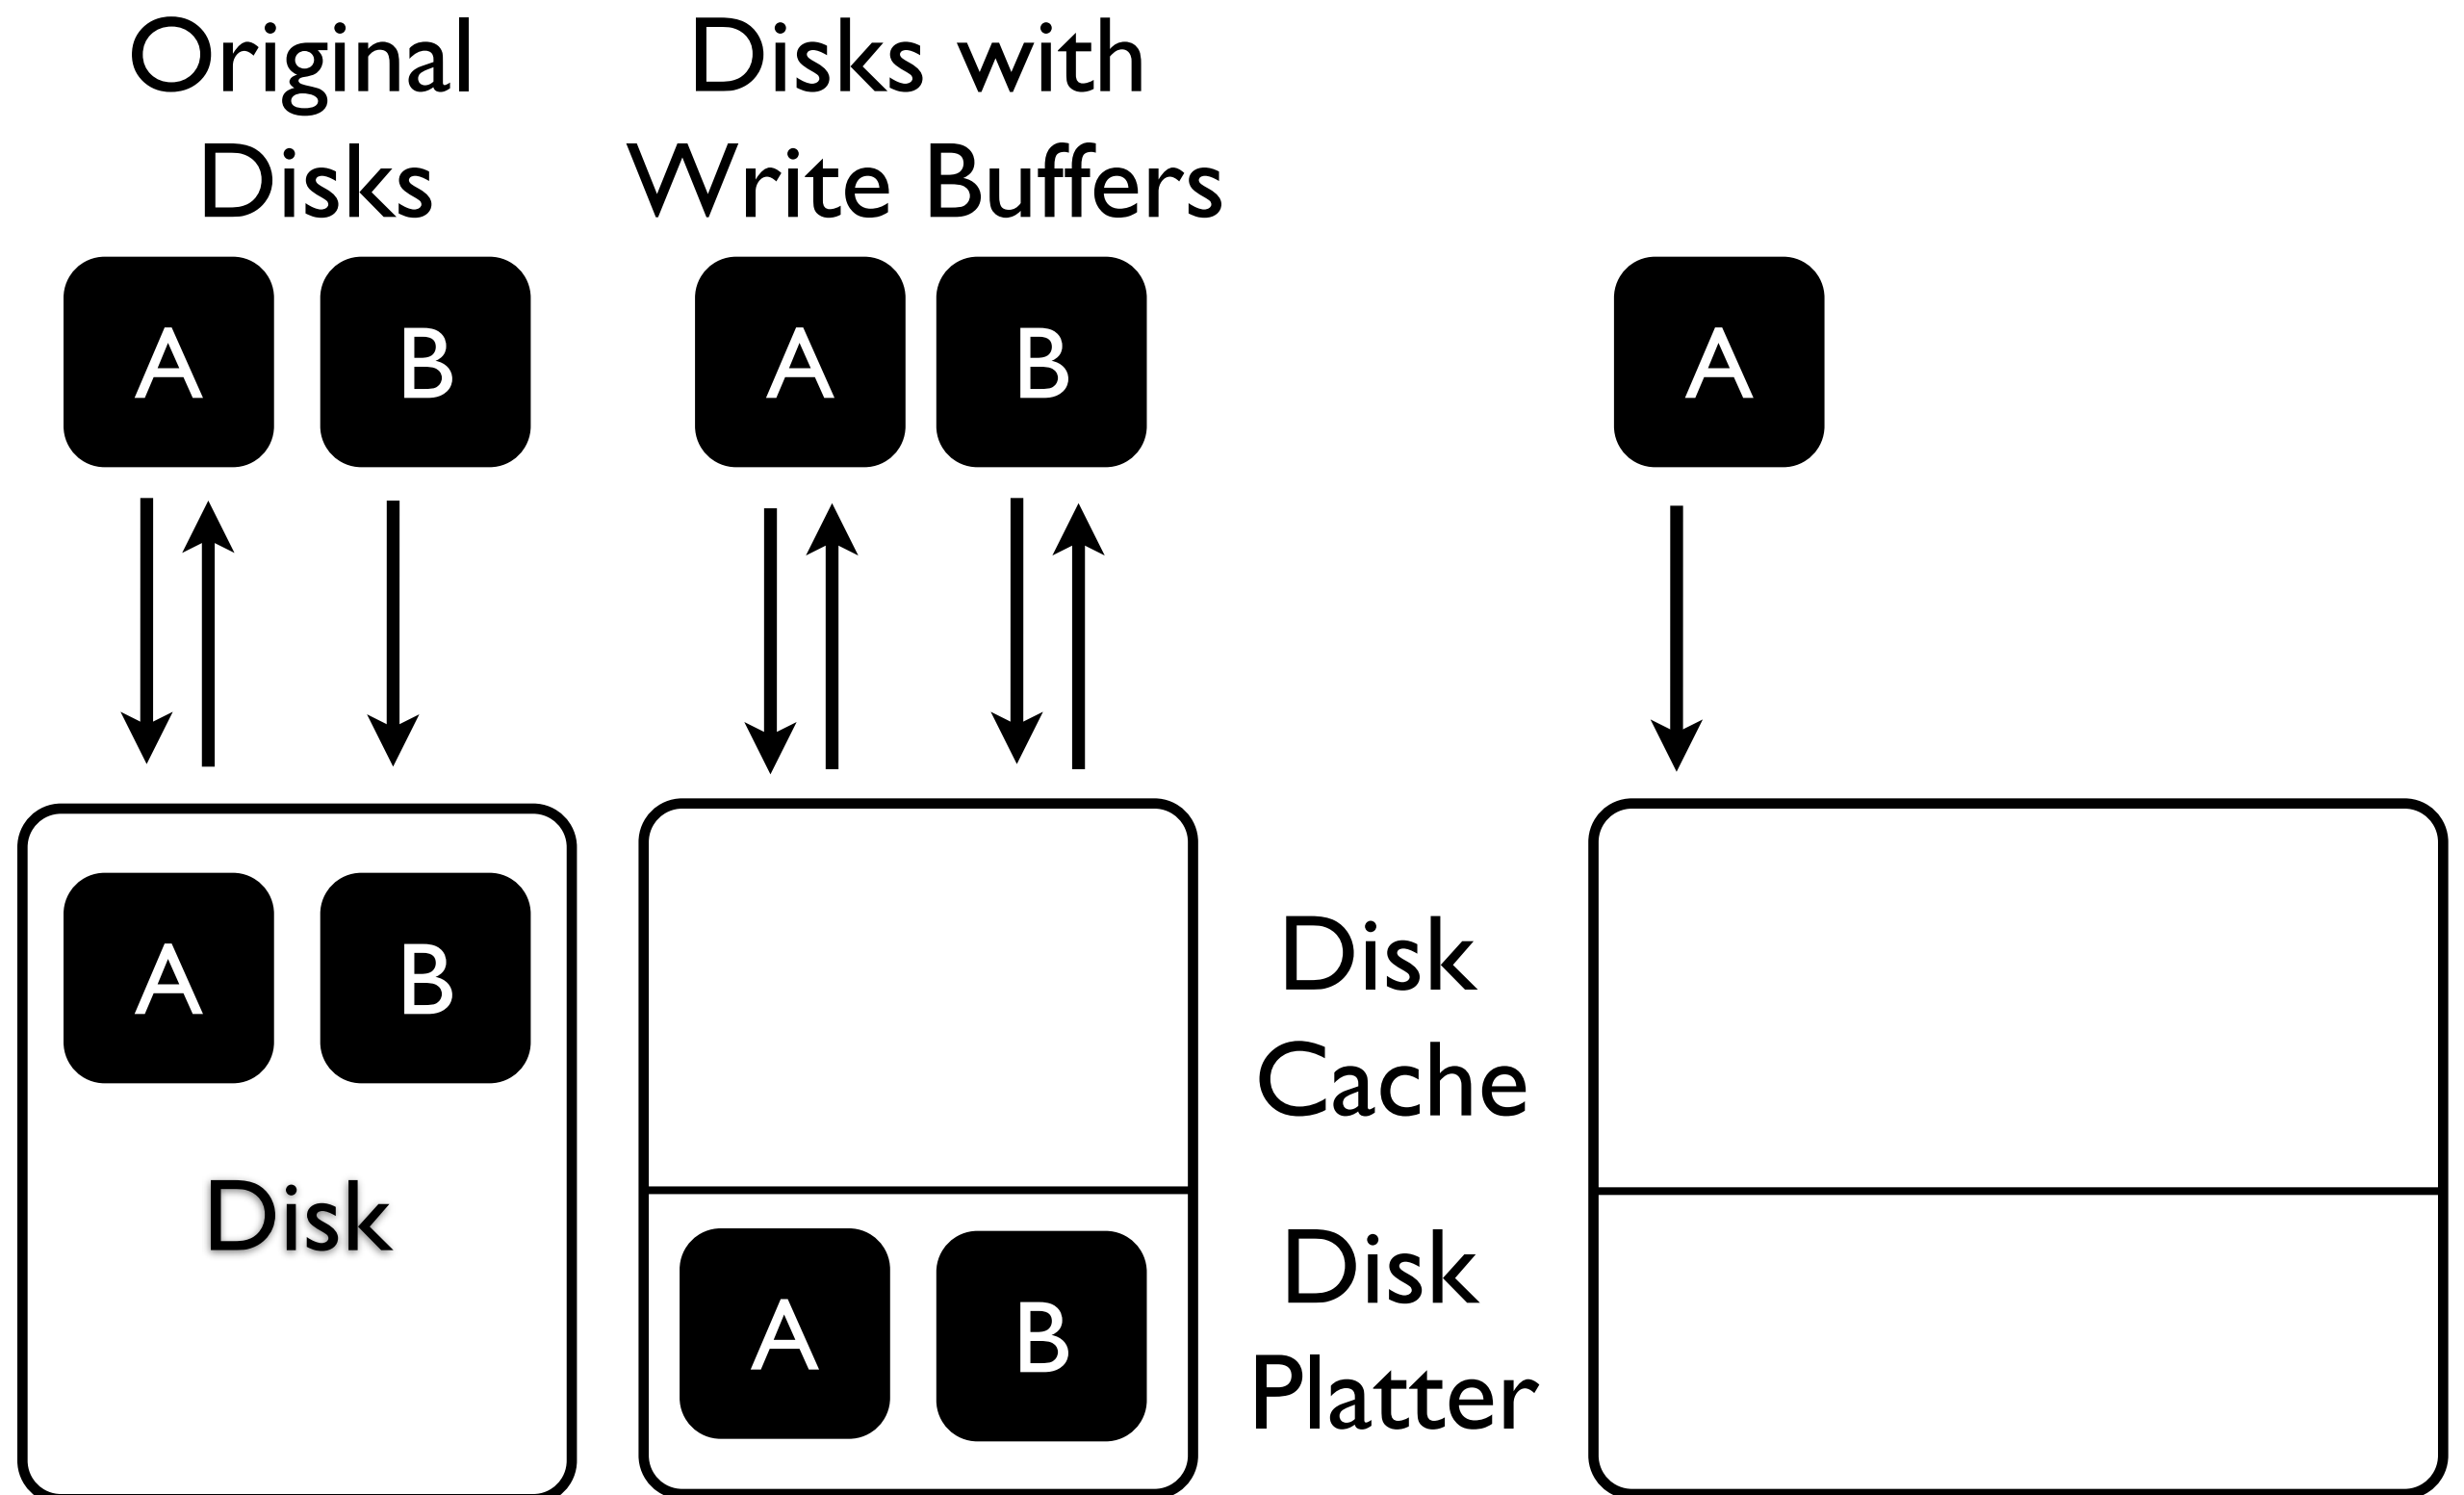 Original
Disks
Disks with
Write Buffers
A
B
A
B
A
A
B
Disk
A
B
Disk
Cache
Disk
Platter